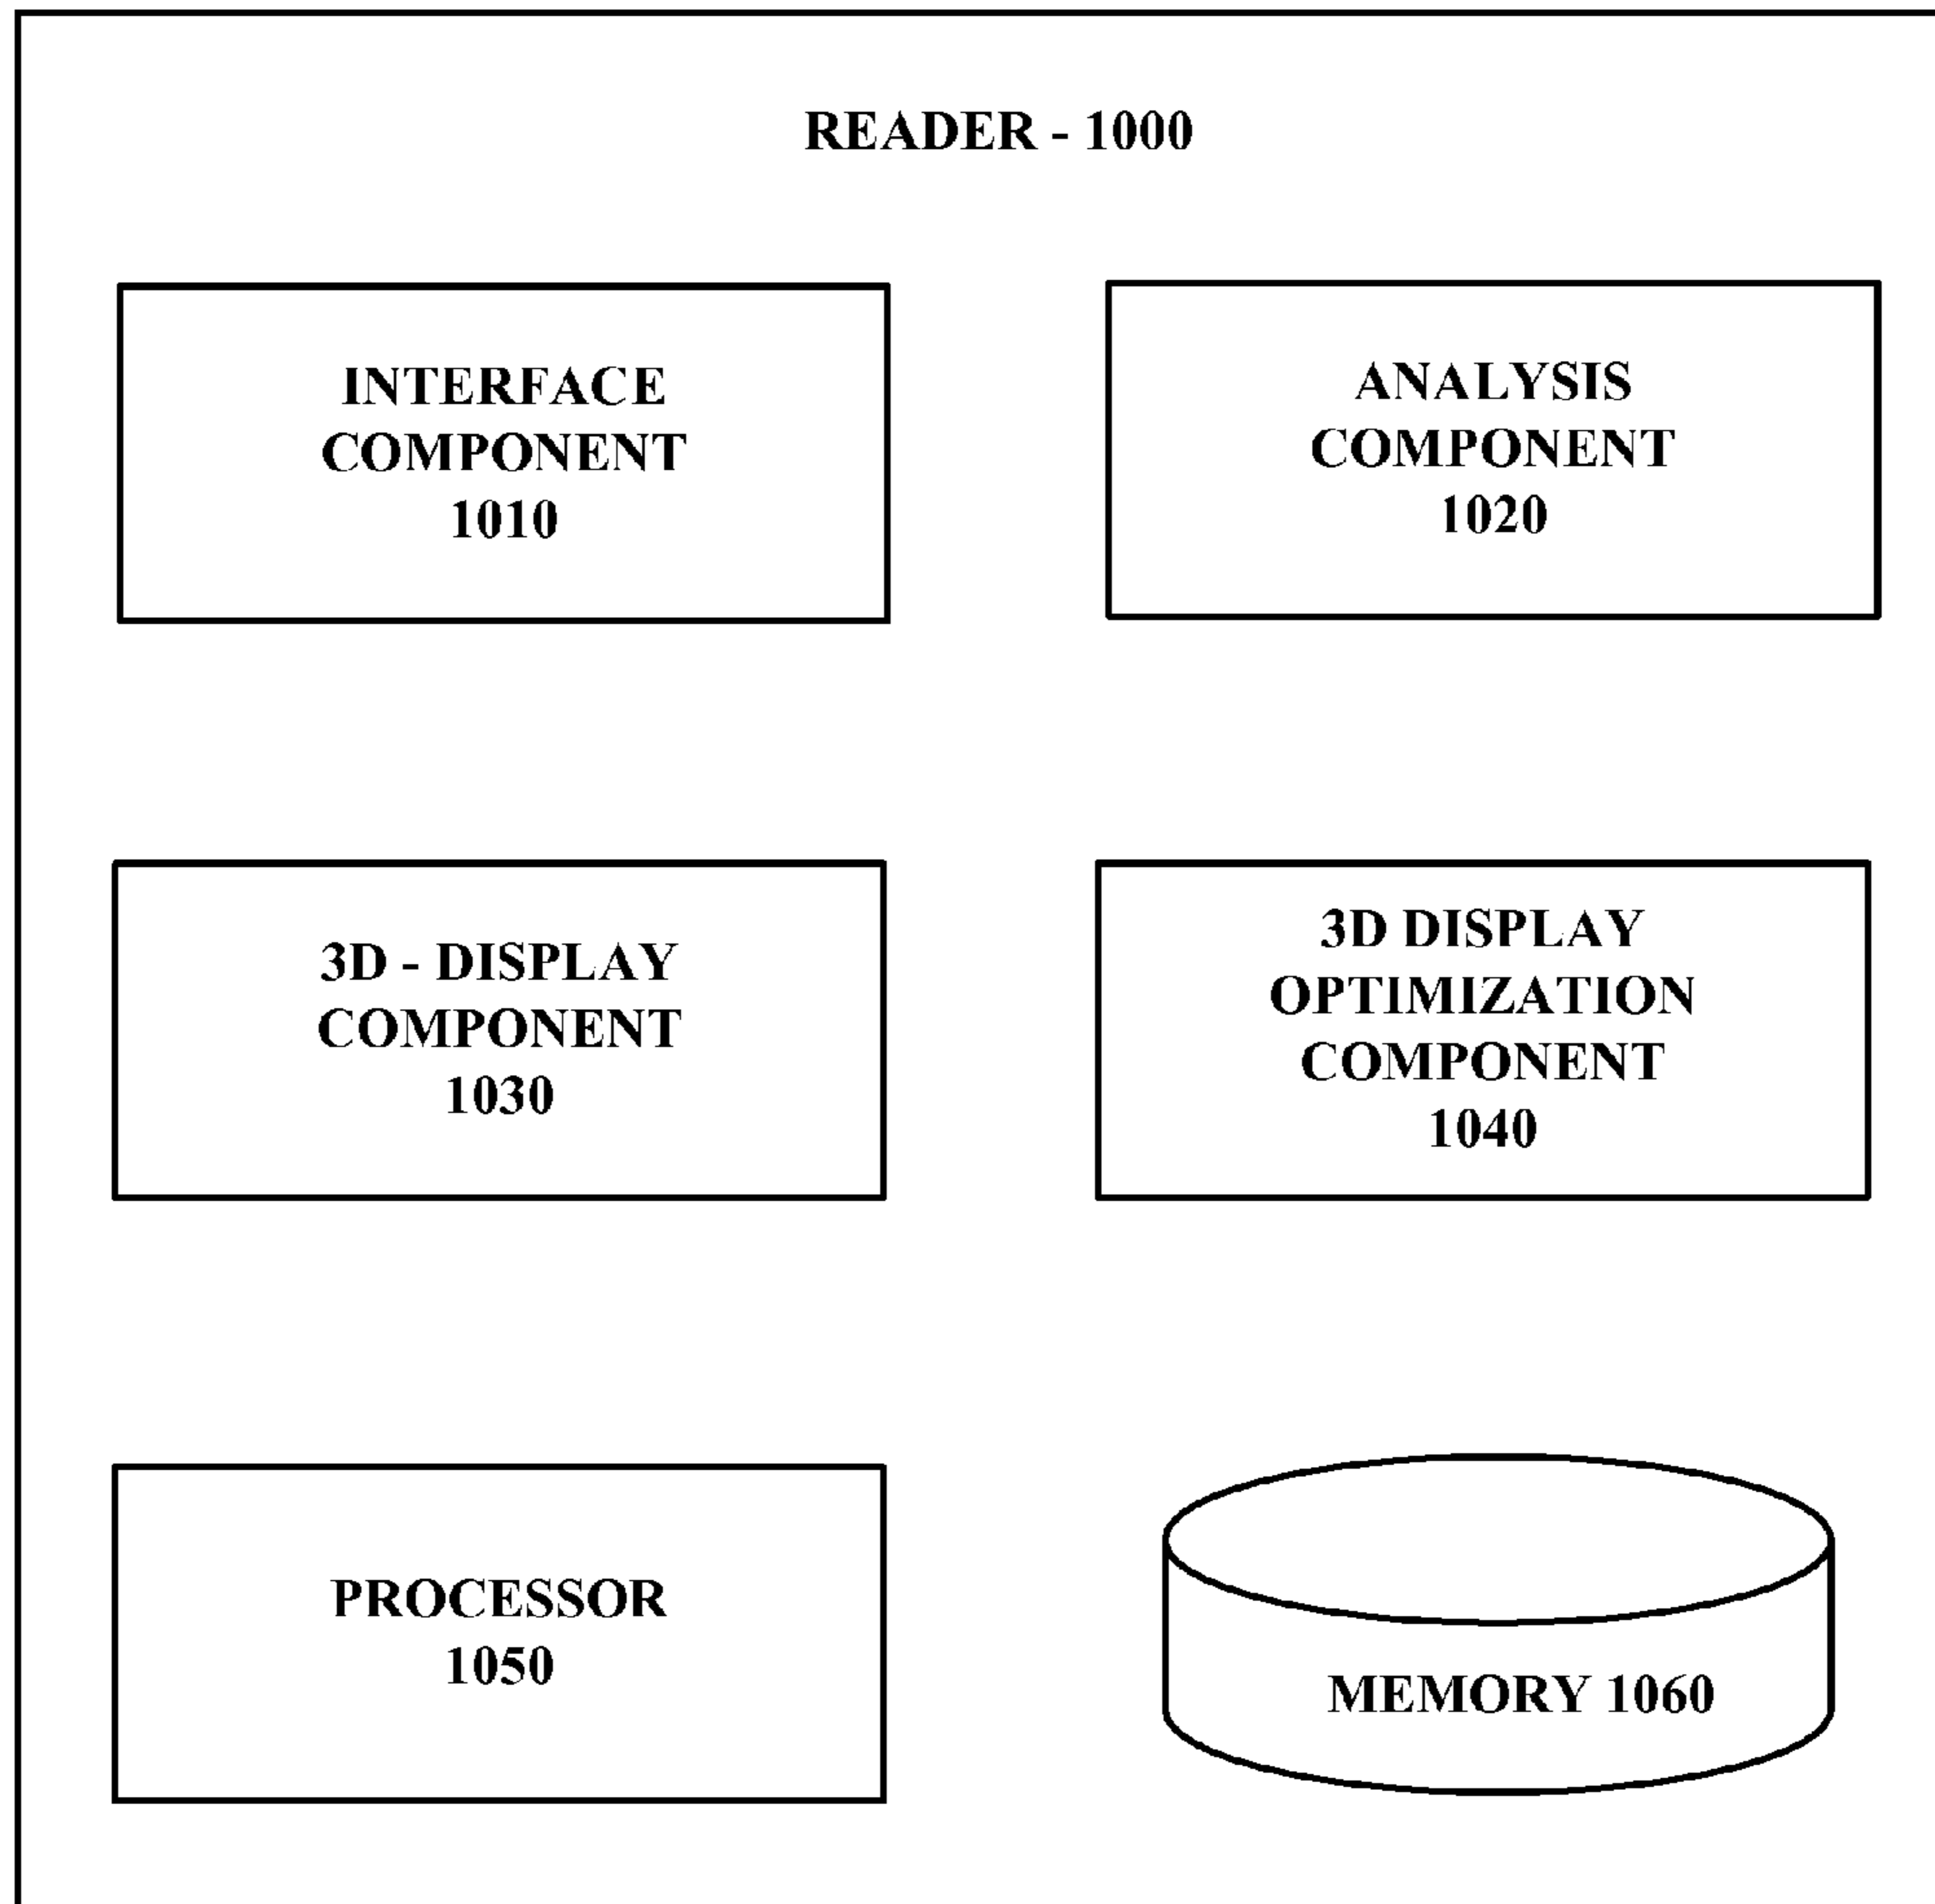 READER - 1000
INTERFACE
COMPONENT
1010
ANALYSIS
COMPONENT
1020
3D - DISPLAY
COMPONENT
1030
3D DISPLAY
OPTIMIZATION
COMPONENT
1040
PROCESSOR
1050
MEMORY 1060